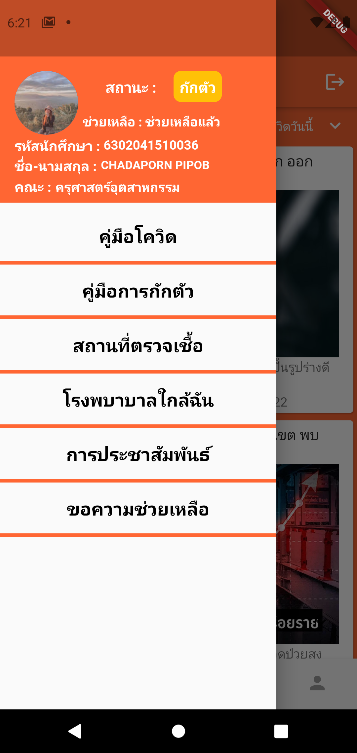 6:21
DEBUG
สถานะ : กักตัว
ช่วยเหลือ : ช่วยเหลือแล้ว
รหัสนักศึกษา : 6302041510036
ชื่อ-นามสกุล : CHADAPORN PIPOB
คณะ : ครุศาสตร์อุตสาหกรรม
วิดวันนี้
ก ออก
คู่มือโควิด
คู่มือการกักตัว
สถานที่ตรวจเชื้อ
ป็นรูปร่างดี
โรงพบาบาลใกล้ฉัน
22
เขต พบ
การประชาสัมพันธ์
ขอความช่วยเหลือ
อยราย
ดป่วยสูง